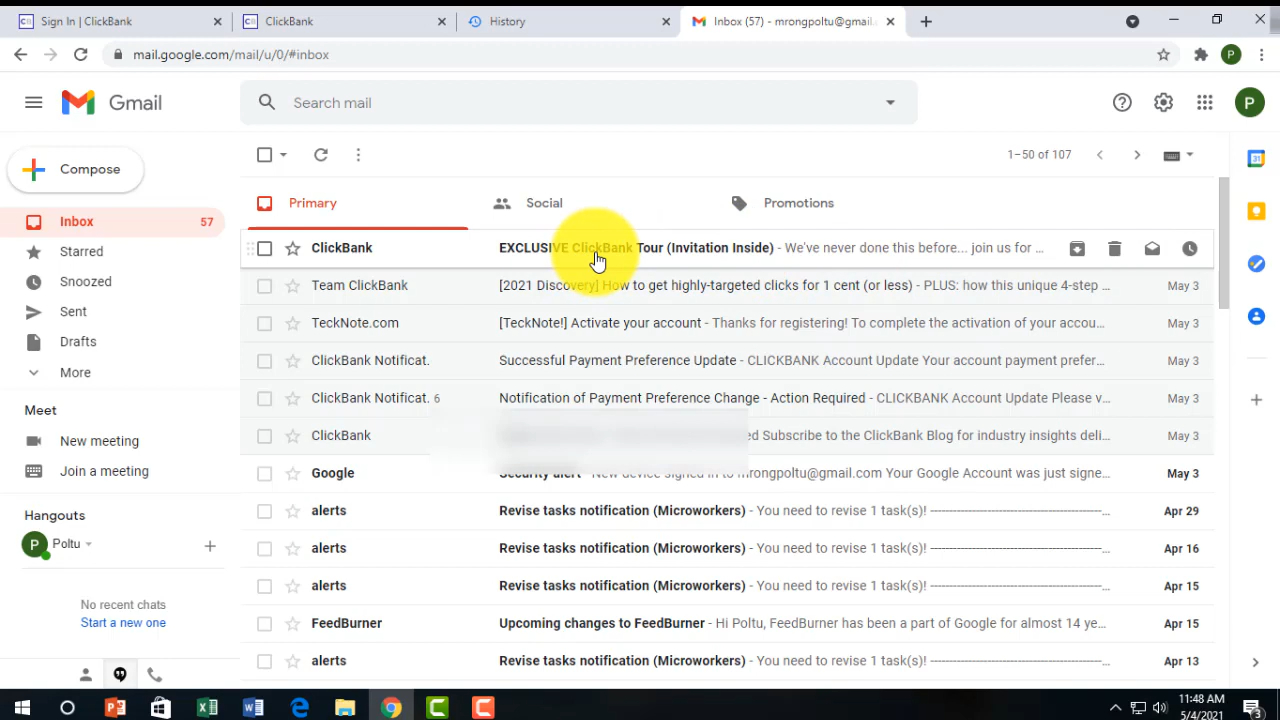 Sign In | ClickBank
ClickBank
History
Inbox (57) - mrongpoltu@gmail.
mail.google.com/mail/u/0/#inbox
P
Gmail
Search mail
P
Compose
1–50 of 107
Primary
Social
Promotions
Inbox 57
Starred
Snoozed
Sent
Drafts
More
ClickBank EXCLUSIVE ClickBank Tour (Invitation Inside) - We've never done this before... join us for ...
Team ClickBank [2021 Discovery] How to get highly-targeted clicks for 1 cent (or less) - PLUS: how this unique 4-step ... May 3
TeckNote.com [TeckNote!] Activate your account - Thanks for registering! To complete the activation of your accou... May 3
ClickBank Notificat. Successful Payment Preference Update - CLICKBANK Account Update Your account payment prefer... May 3
ClickBank Notificat. 6 Notification of Payment Preference Change - Action Required - CLICKBANK Account Update Please v... May 3
ClickBank ed Subscribe to the ClickBank Blog for industry insights deli... May 3
Google Security alert - New device signed in to mrongpoltu@gmail.com Your Google Account was just signe... May 3
alerts Revise tasks notification (Microworkers) - You need to revise 1 task(s)! ----------------------------------------... Apr 29
alerts Revise tasks notification (Microworkers) - You need to revise 1 task(s)! ----------------------------------------... Apr 16
alerts Revise tasks notification (Microworkers) - You need to revise 1 task(s)! ----------------------------------------... Apr 15
FeedBurner Upcoming changes to FeedBurner - Hi Poltu, FeedBurner has been a part of Google for almost 14 ye... Apr 15
alerts Revise tasks notification (Microworkers) - You need to revise 1 task(s)! ----------------------------------------... Apr 13
Meet
New meeting
Join a meeting
Hangouts
P Poltu
No recent chats
Start a new one
31
11:48 AM
5/4/2021
3